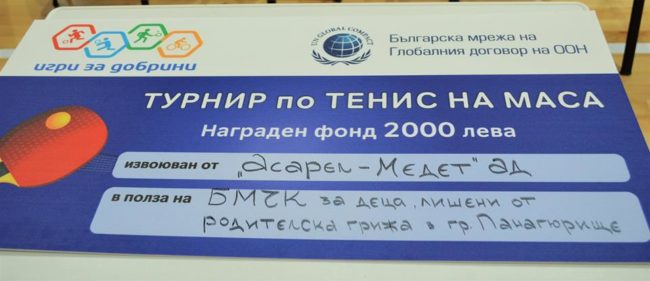 игри за добрини
UN GLOBAL COMPACT
Българска мрежа на
Глобалния договор на ООН
ТУРНИР по ТЕНИС НА МАСА
Награден фонд 2000 лева
извоюван от „Асарел-Медет" АД
в полза на БМЧК за деца, лишени от
родителска грижа в гр. Панагюрище